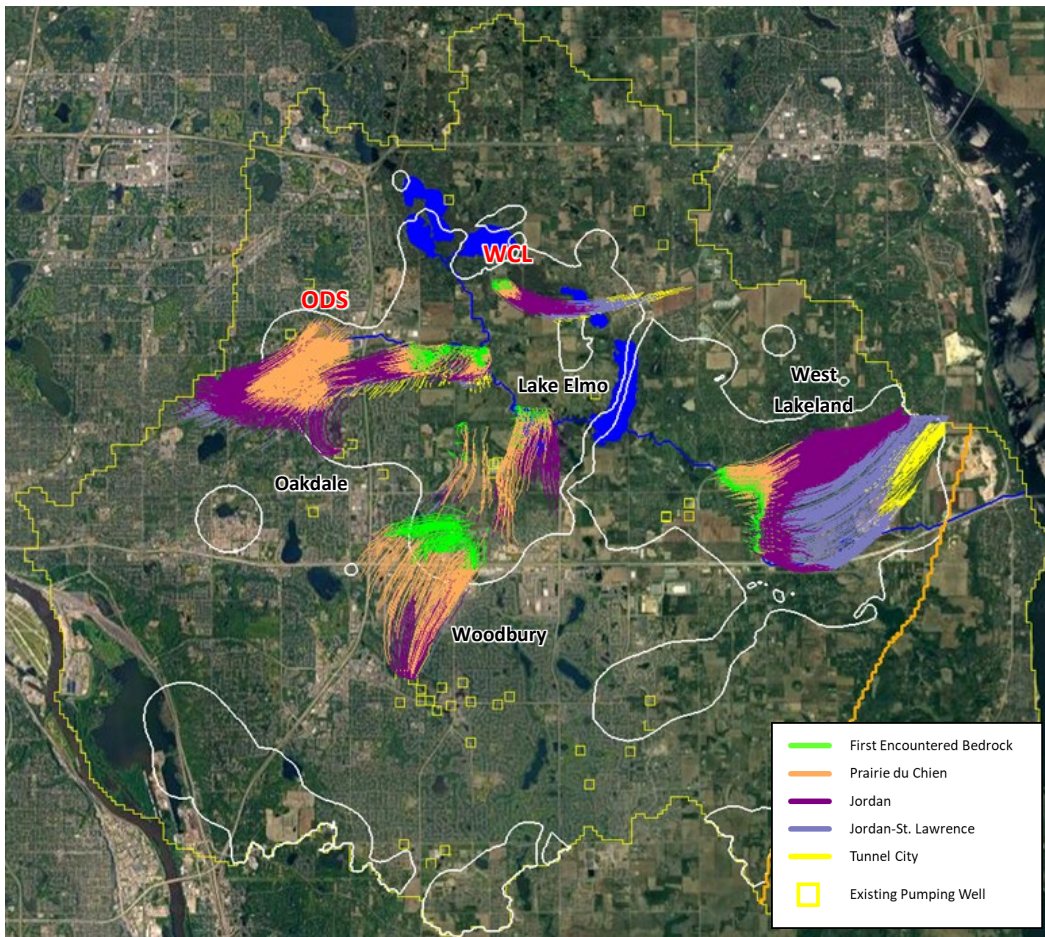 WCL
ODS
Lake Elmo
West
Lakeland
Oakdale
Woodbury
First Encountered Bedrock
Prairie du Chien
Jordan
Jordan-St. Lawrence
Tunnel City
Existing Pumping Well